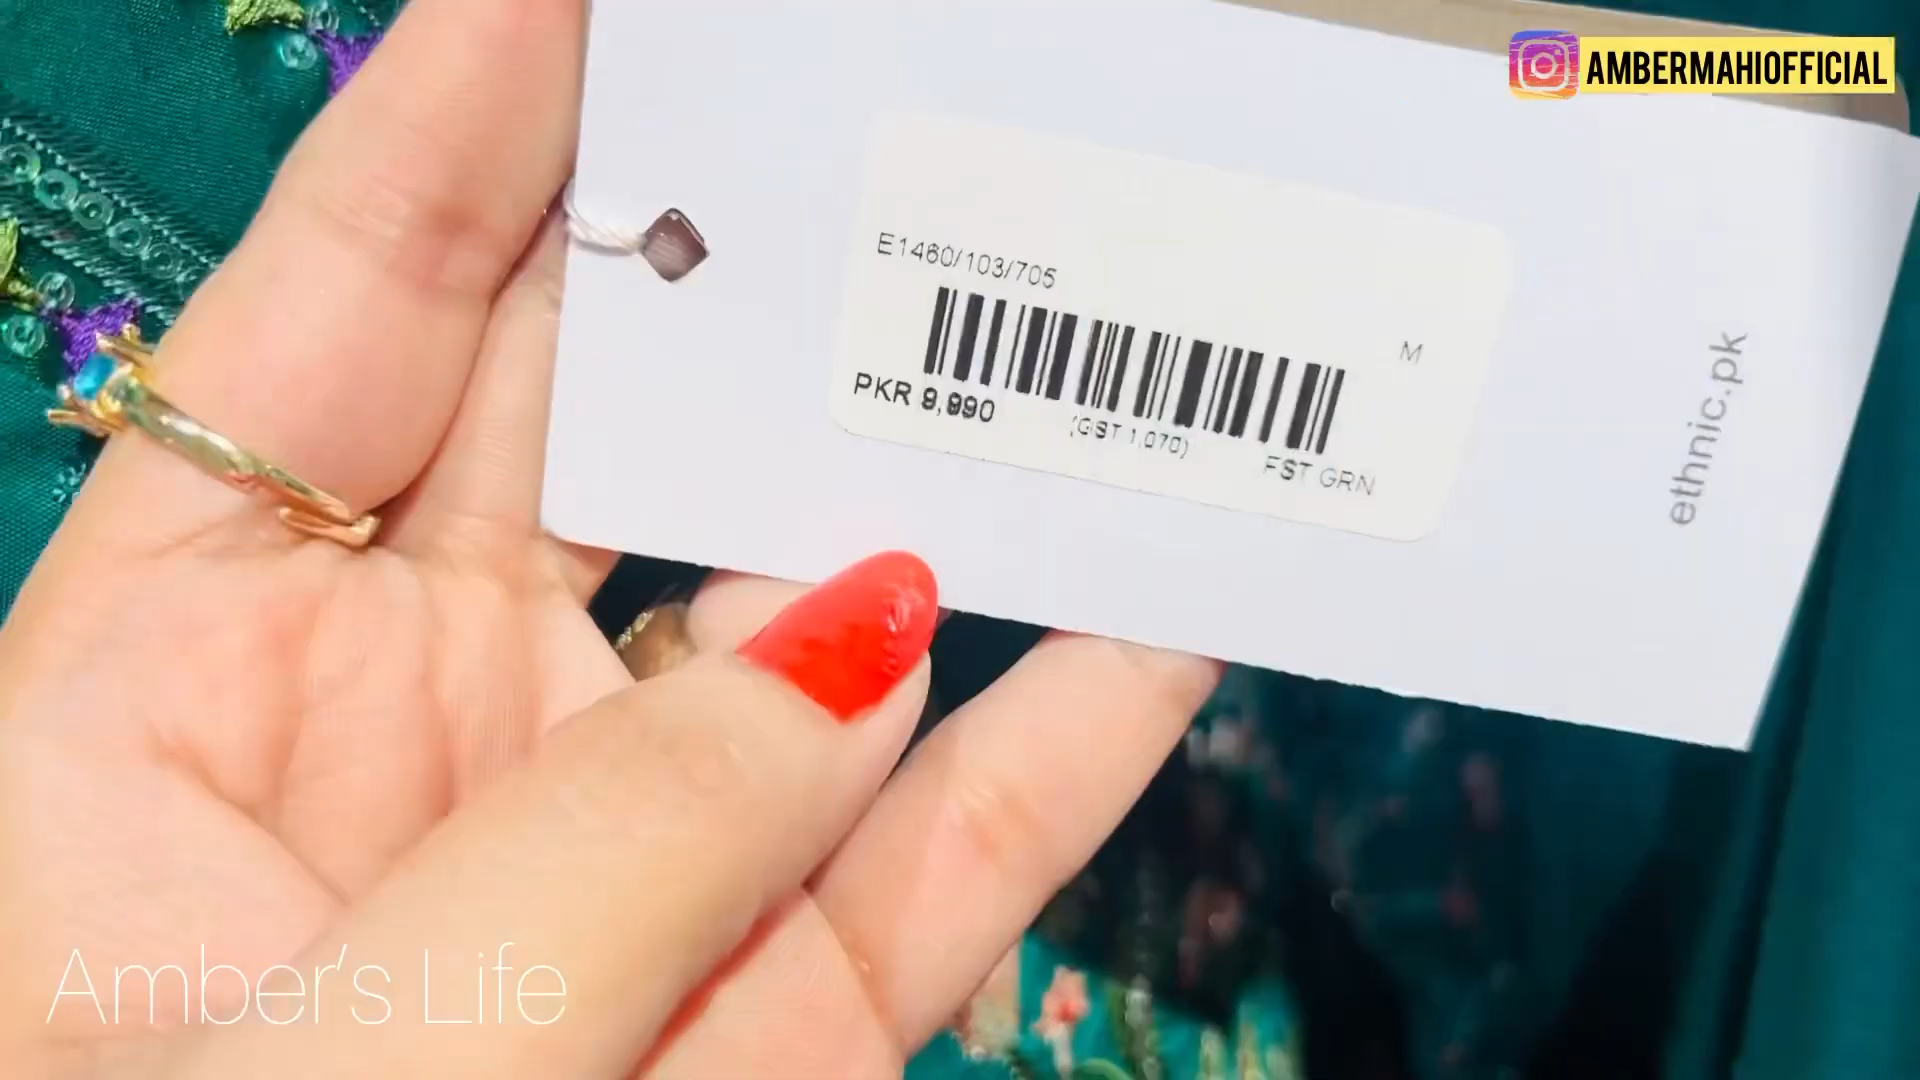 AMBERMAHIOFFICIAL
E1460/103/705
M
PKR 9,990
(GST 1,070)
FST GRN
ethnic.pk
Amber's Life